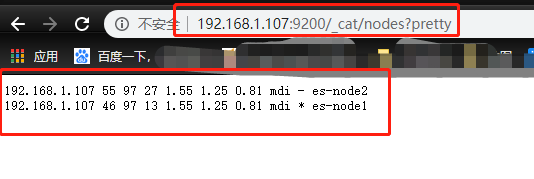 不安全 | 192.168.1.107:9200/_cat/nodes?pretty
应用 百度一下，
192.168.1.107 55 97 27 1.55 1.25 0.81 mdi - es-node2
192.168.1.107 46 97 13 1.55 1.25 0.81 mdi * es-node1